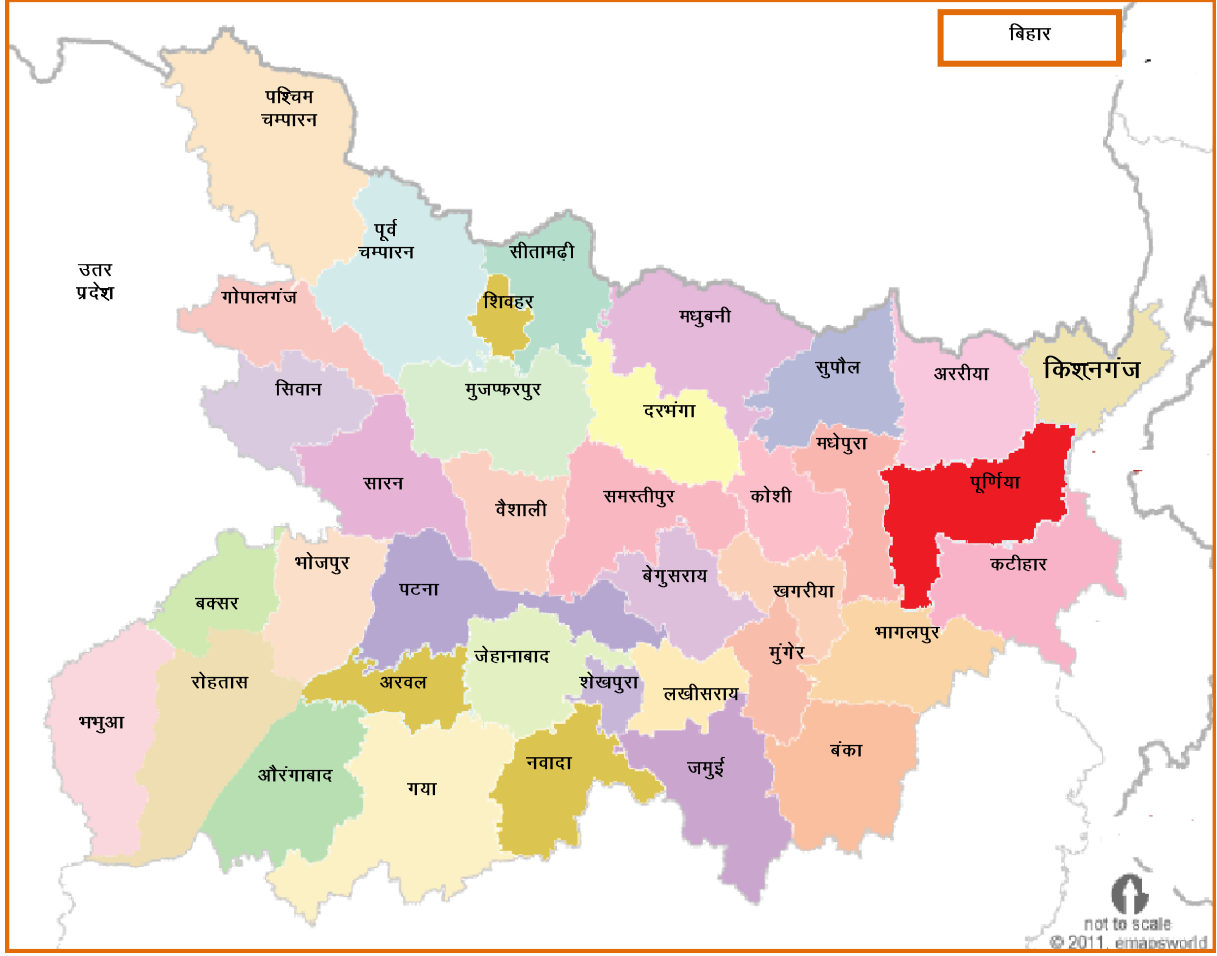 बिहार
पश्चिम
चम्पारन
पूर्व
चम्पारन
सीतामढ़ी
उतर
प्रदेश
गोपालगंज
शिवहर
मधुबनी
सुपौल
अररीया
किश्नगंज
सिवान
मुजफ्फरपुर
दरभंगा
मधेपुरा
सारन
वैशाली
समस्तीपुर
कोशी
पूर्णिया
भोजपुर
पटना
बेगुसराय
खगरीया
कटीहार
बक्सर
भागलपुर
जेहानाबाद
मुंगेर
रोहतास
अरवल
शेखपुरा
लखीसराय
भभुआ
औरंगाबाद
गया
नवादा
जमुई
बंका
not to scale
© 2011. emapsworld